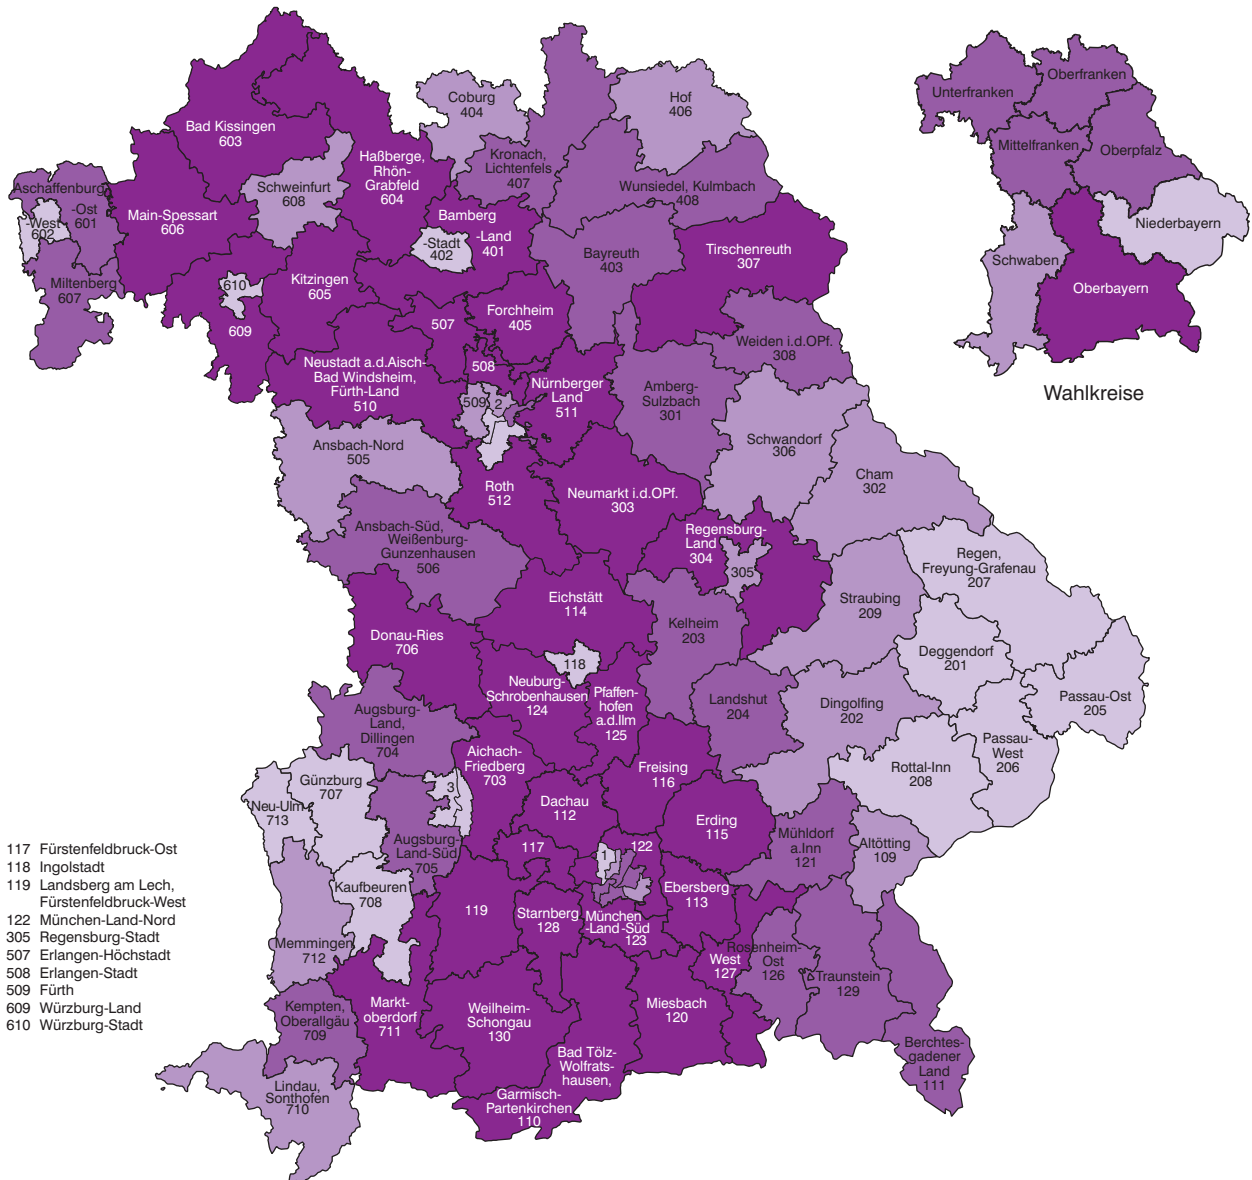 Coburg
404
Hof
406
Bad Kissingen
603
Haßberge,
Rhön-
Grabfeld
604
Kronach,
Lichtenfels
407
Wunsiedel, Kulmbach
408
Schweinfurt
608
Aschaffenburg
-Ost
601
-West
602
Main-Spessart
606
Bamberg
-Land
401
-Stadt
402
Bayreuth
403
Tirschenreuth
307
Miltenberg
607
610
609
Kitzingen
605
507
Forchheim
405
508
Weiden i.d.OPf.
308
Neustadt a.d.Aisch-
Bad Windsheim,
Fürth-Land
510
509
2
Nürnberger
Land
511
Amberg-
Sulzbach
301
Ansbach-Nord
505
Schwandorf
306
Cham
302
Roth
512
Neumarkt i.d.OPf.
303
Ansbach-Süd,
Weißenburg-
Gunzenhausen
506
Regensburg-
Land
304
305
Regen,
Freyung-Grafenau
207
Eichstätt
114
Kelheim
203
Straubing
209
Donau-Ries
706
118
Deggendorf
201
Neuburg-
Schrobenhausen
124
Pfaffen-
hofen
a.d.Ilm
125
Landshut
204
Dingolfing
202
Passau-Ost
205
Augsburg-
Land,
Dillingen
704
Passau-
West
206
Aichach-
Friedberg
703
Freising
116
Rottal-Inn
208
Günzburg
707
3
Neu-Ulm
713
Dachau
112
Erding
115
Mühldorf
a.Inn
121
Altötting
109
Augsburg-
Land-Süd
705
117
1
122
Kaufbeuren
708
Ebersberg
113
119
Starnberg
128
München
-Land-Süd
123
Memmingen
712
West
127
Rosenheim-
Ost
126
Traunstein
129
Kempten,
Oberallgäu
709
Markt-
oberdorf
711
Weilheim-
Schongau
130
Miesbach
120
Bad Tölz-
Wolfrats-
hausen,
Garmisch-
Partenkirchen
110
Berchtes-
gadener
Land
111
Lindau,
Sonthofen
710
Unterfranken
Oberfranken
Mittelfranken
Oberpfalz
Niederbayern
Schwaben
Oberbayern
Wahlkreise
117 Fürstenfeldbruck-Ost
118 Ingolstadt
119 Landsberg am Lech,
Fürstenfeldbruck-West
122 München-Land-Nord
305 Regensburg-Stadt
507 Erlangen-Höchstadt
508 Erlangen-Stadt
509 Fürth
609 Würzburg-Land
610 Würzburg-Stadt